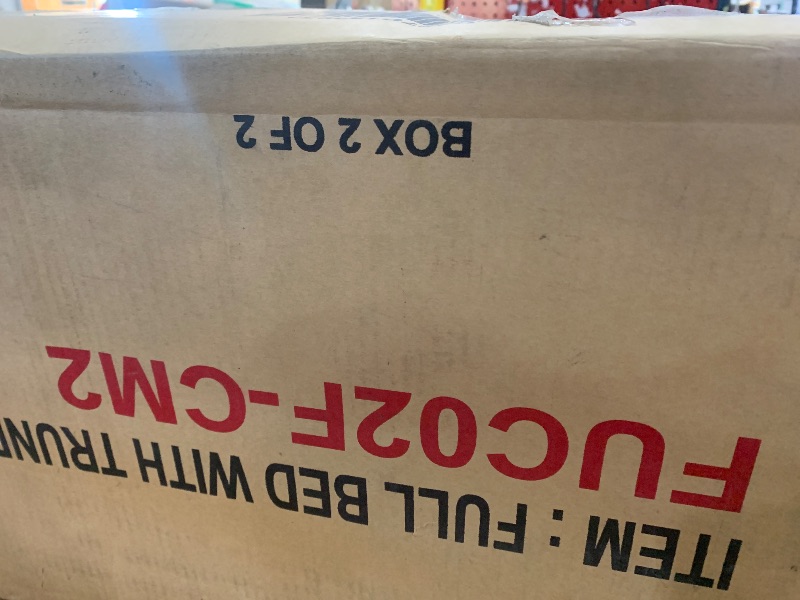 ITEM : FULL BED WITH
FUC02F-CM2
BOX 2 OF 2